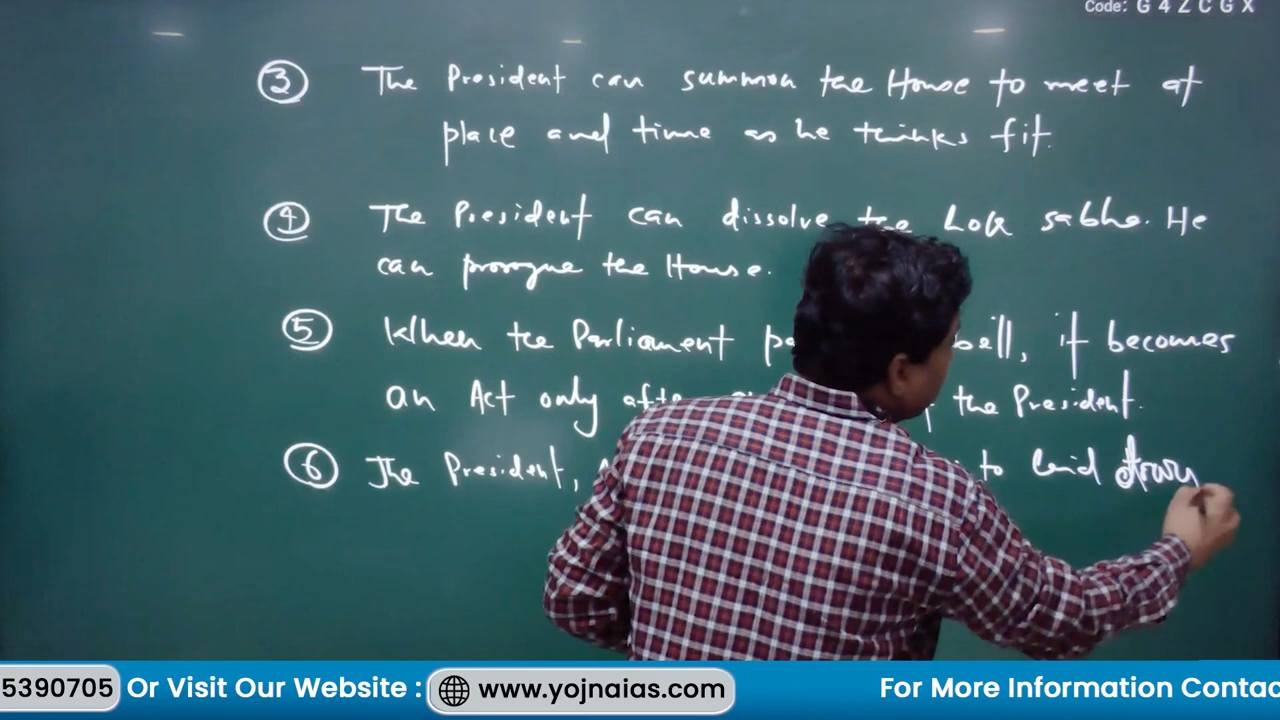 Code: G 4 Z C G X
③ The President can summon the House to meet at
place and time as he thinks fit.
④ The President can dissolve the Lok sabha. He
can prorogue the House.
⑤ When the Parliament bill, it becomes
an Act only the President.
⑥ The President, to laid
5390705 Or Visit Our Website : www.yojnaias.com For More Information Contac